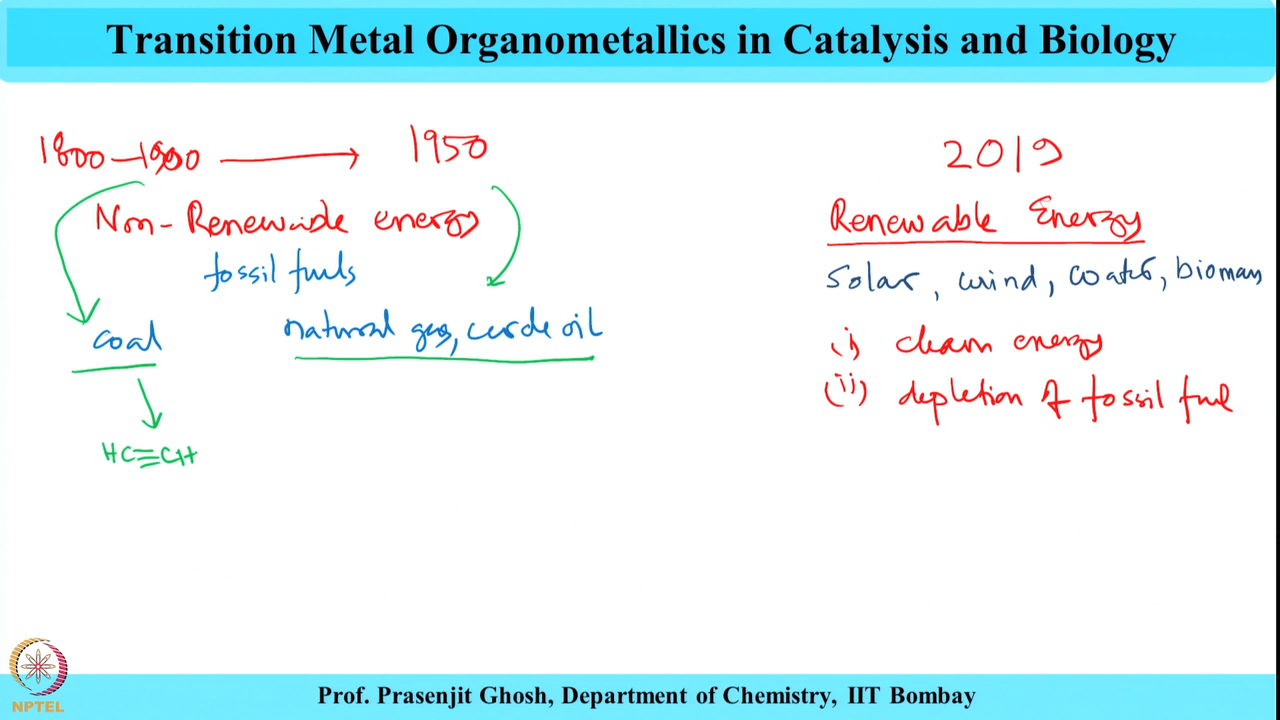 Transition Metal Organometallics in Catalysis and Biology
1800-1900 → 1950
Non-Renewable energy
fossil fuels
coal
natural gas, curde oil
HC≡CH
2019
Renewable Energy
Solar, wind, water, biomass
(i) clean energy
(ii) depletion of fossil fuel
NPTEL
Prof. Prasenjit Ghosh, Department of Chemistry, IIT Bombay